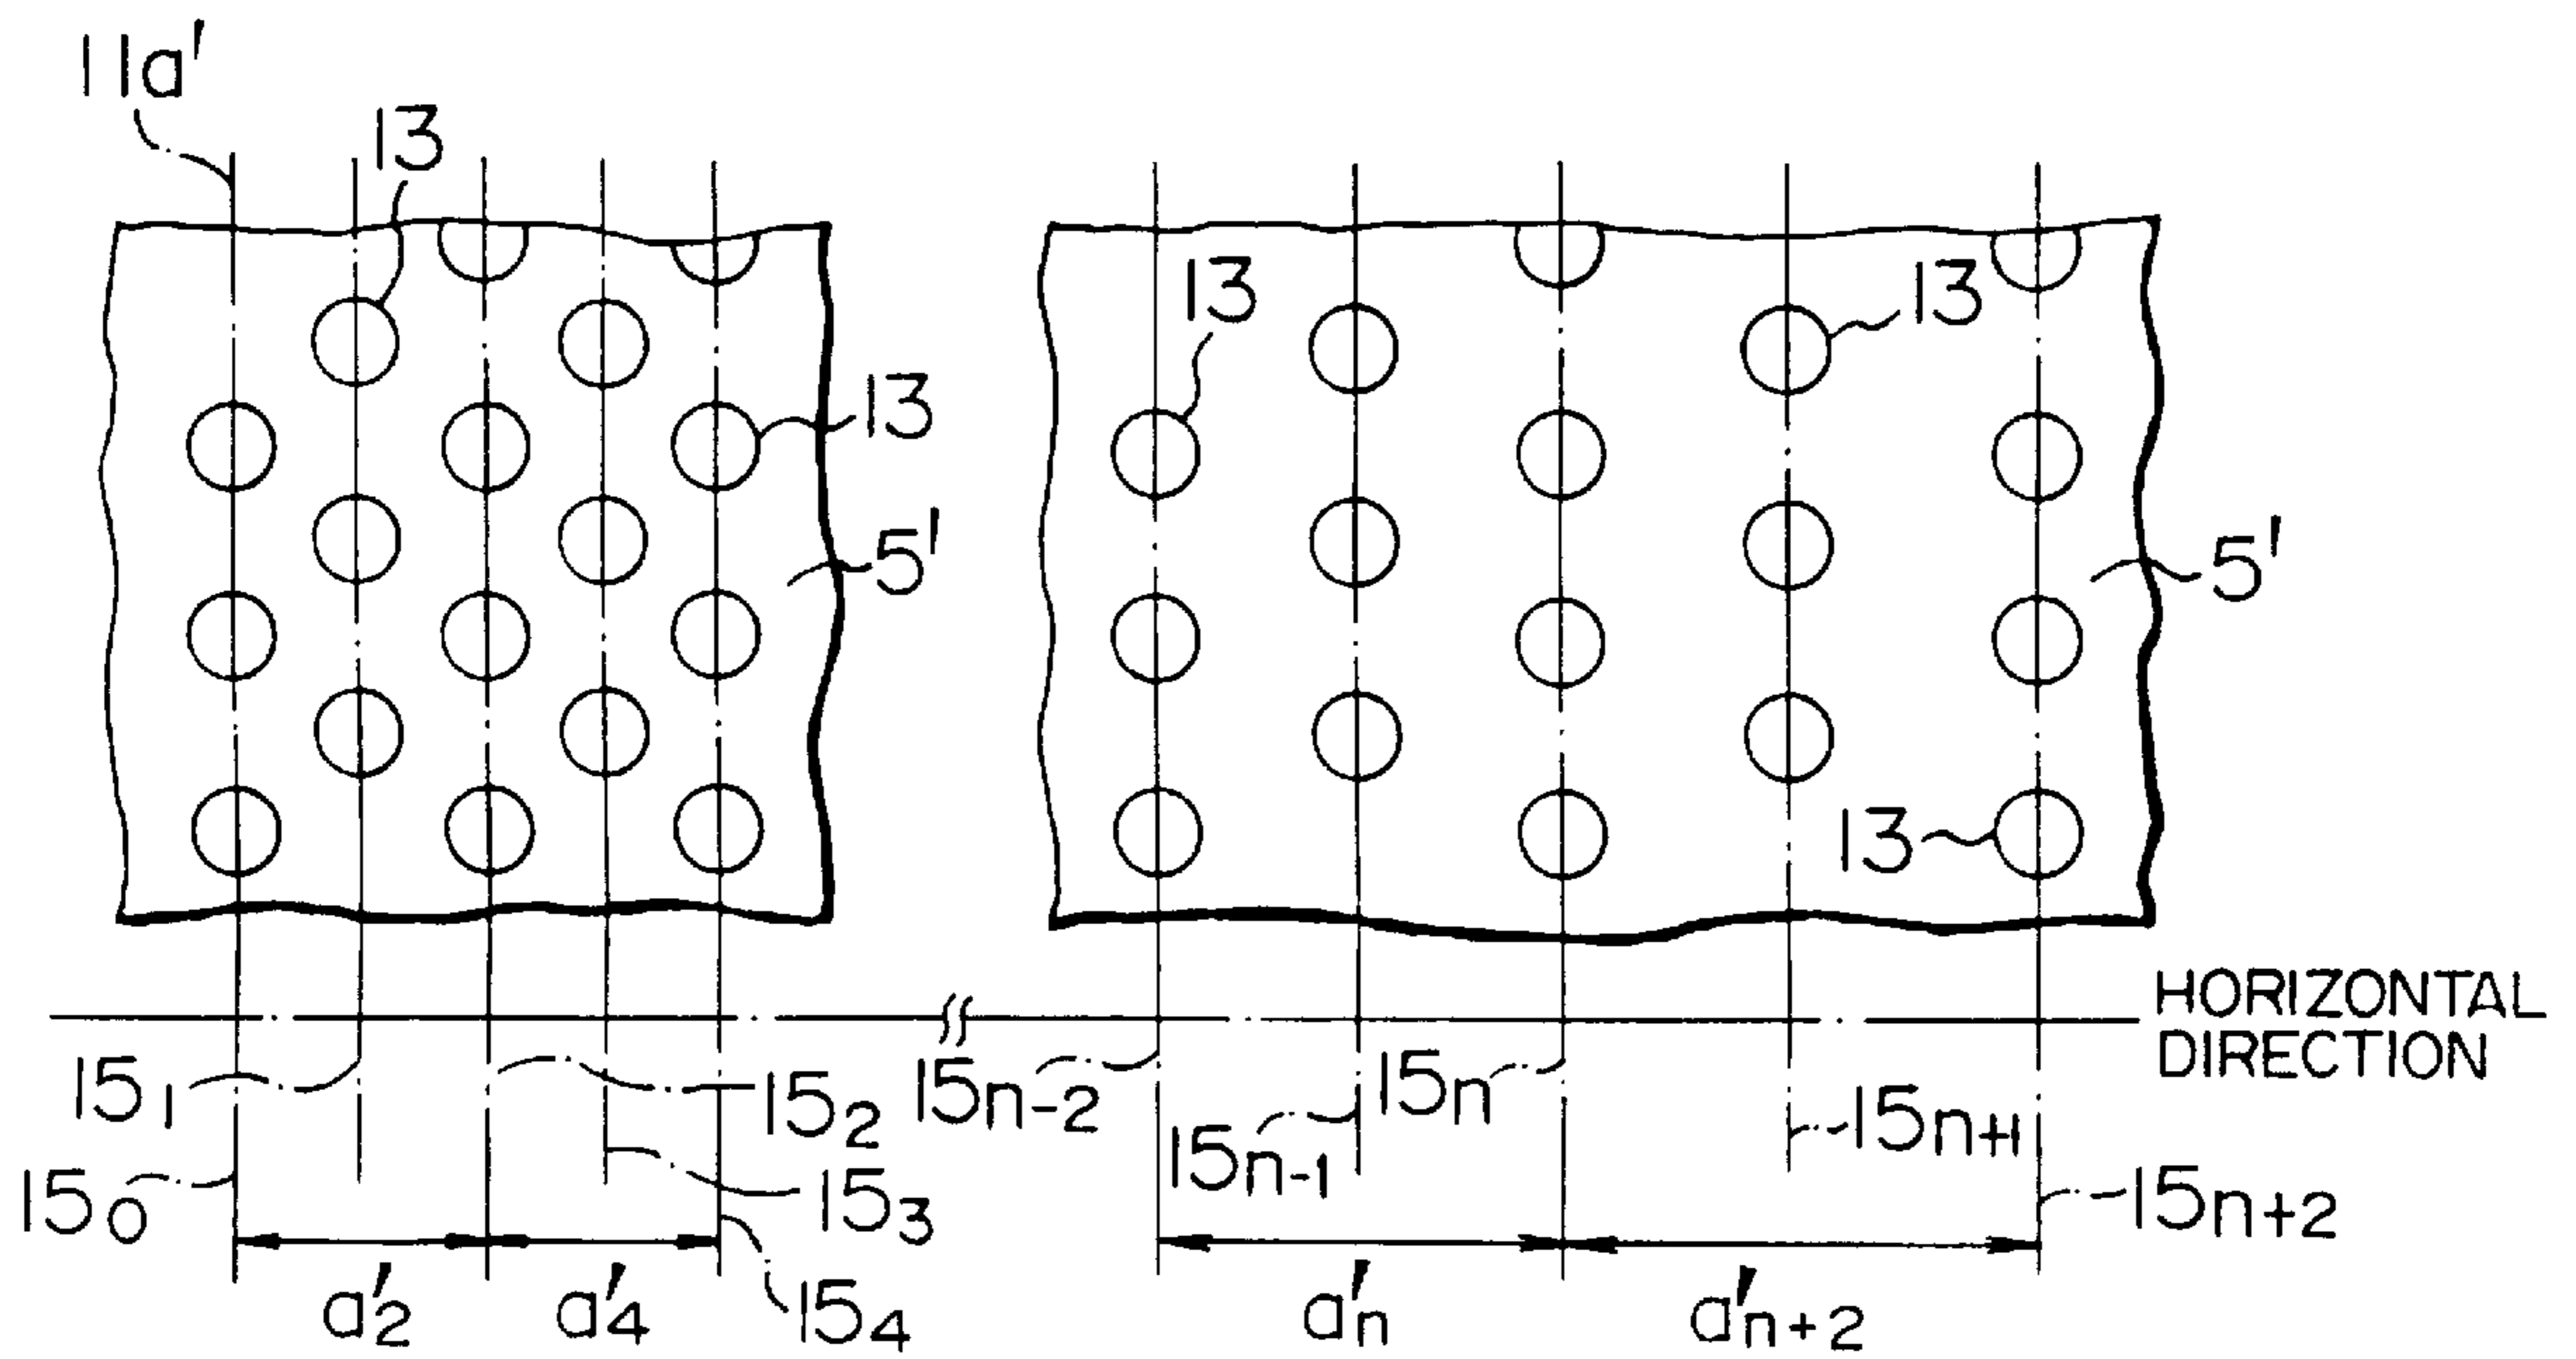 11a'
13
13
13
13
13
5'
5'
HORIZONTAL
DIRECTION
15₁
15₂
15n-2
15n
15n-1
15n+1
15₀
15₃
15n+2
15₄
a'₂
a'₄
a'n
a'n+2